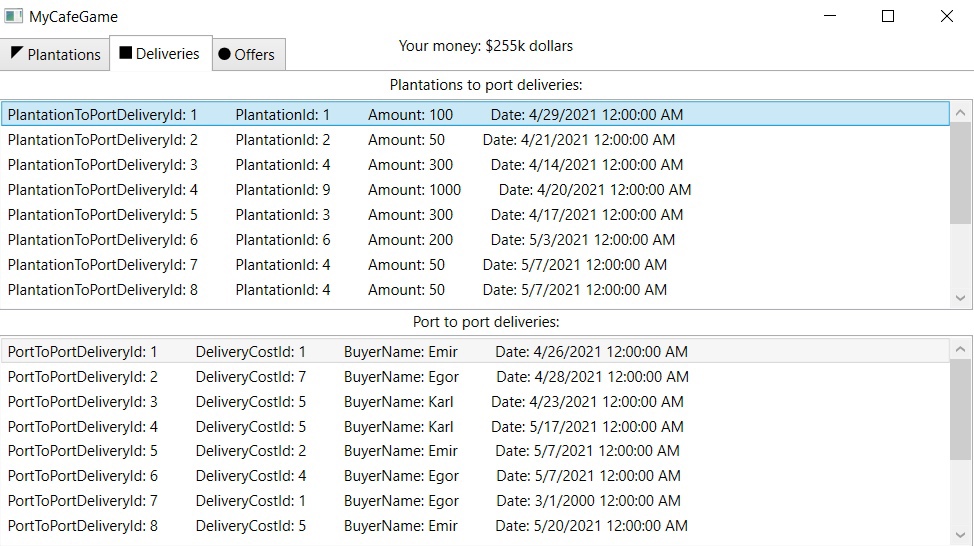 MyCafeGame
Plantations Deliveries Offers Your money: $255k dollars
Plantations to port deliveries:
PlantationToPortDeliveryId: 1 PlantationId: 1 Amount: 100 Date: 4/29/2021 12:00:00 AM
PlantationToPortDeliveryId: 2 PlantationId: 2 Amount: 50 Date: 4/21/2021 12:00:00 AM
PlantationToPortDeliveryId: 3 PlantationId: 4 Amount: 300 Date: 4/14/2021 12:00:00 AM
PlantationToPortDeliveryId: 4 PlantationId: 9 Amount: 1000 Date: 4/20/2021 12:00:00 AM
PlantationToPortDeliveryId: 5 PlantationId: 3 Amount: 300 Date: 4/17/2021 12:00:00 AM
PlantationToPortDeliveryId: 6 PlantationId: 6 Amount: 200 Date: 5/3/2021 12:00:00 AM
PlantationToPortDeliveryId: 7 PlantationId: 4 Amount: 50 Date: 5/7/2021 12:00:00 AM
PlantationToPortDeliveryId: 8 PlantationId: 4 Amount: 50 Date: 5/7/2021 12:00:00 AM
Port to port deliveries:
PortToPortDeliveryId: 1 DeliveryCostId: 1 BuyerName: Emir Date: 4/26/2021 12:00:00 AM
PortToPortDeliveryId: 2 DeliveryCostId: 7 BuyerName: Egor Date: 4/28/2021 12:00:00 AM
PortToPortDeliveryId: 3 DeliveryCostId: 5 BuyerName: Karl Date: 4/23/2021 12:00:00 AM
PortToPortDeliveryId: 4 DeliveryCostId: 5 BuyerName: Karl Date: 5/17/2021 12:00:00 AM
PortToPortDeliveryId: 5 DeliveryCostId: 2 BuyerName: Emir Date: 5/7/2021 12:00:00 AM
PortToPortDeliveryId: 6 DeliveryCostId: 4 BuyerName: Egor Date: 5/7/2021 12:00:00 AM
PortToPortDeliveryId: 7 DeliveryCostId: 1 BuyerName: Egor Date: 3/1/2000 12:00:00 AM
PortToPortDeliveryId: 8 DeliveryCostId: 5 BuyerName: Emir Date: 5/20/2021 12:00:00 AM